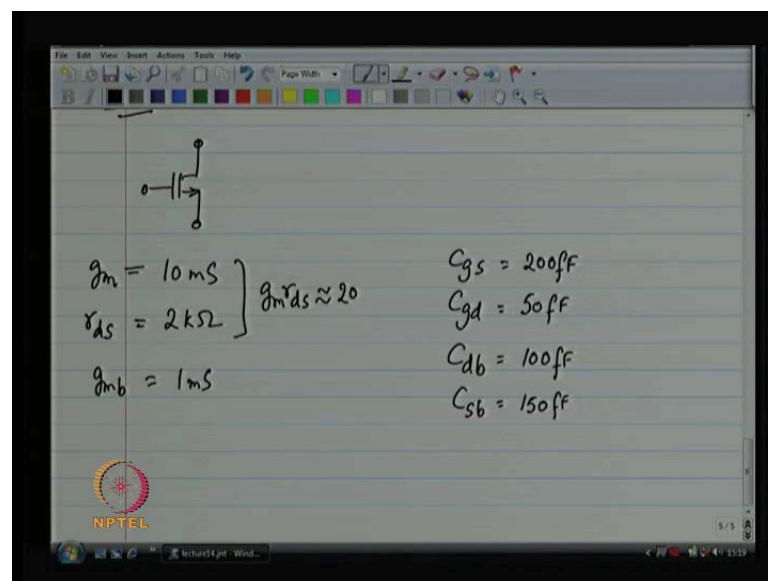 File Edit View Insert Actions Tools Help
Page Width
B I
gm = 10 mS
rds = 2 kΩ
gmrds ≈ 20
gmb = 1 mS
Cgs = 200 fF
Cgd = 50 fF
Cdb = 100 fF
Csb = 150 fF
NPTEL
5/5
lecture14.jnt - Wind...
15:19